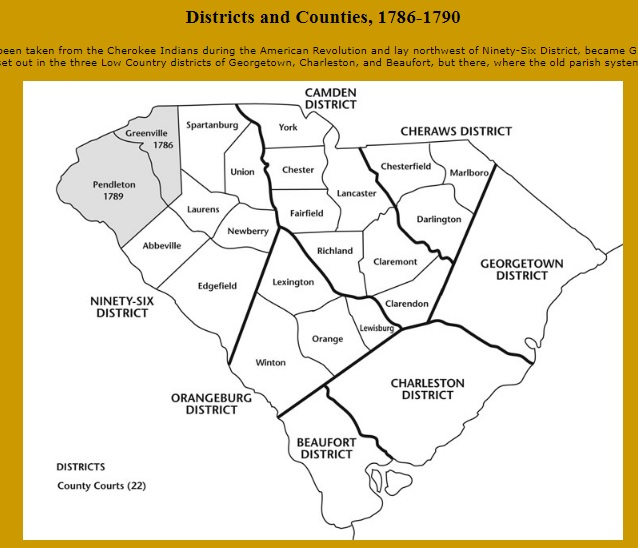 Districts and Counties, 1786-1790
been taken from the Cherokee Indians during the American Revolution and lay northwest of Ninety-Six District, became G
set out in the three Low Country districts of Georgetown, Charleston, and Beaufort, but there, where the old parish system
CAMDEN
DISTRICT
CHERAWS DISTRICT
Greenville
1786
Spartanburg
York
Pendleton
1789
Union
Chester
Chesterfield
Marlboro
Lancaster
Laurens
Fairfield
Darlington
Newberry
Abbeville
Richland
Claremont
GEORGETOWN
DISTRICT
Edgefield
Lexington
NINETY-SIX
DISTRICT
Clarendon
Lewisburg
Orange
Winton
ORANGEBURG
DISTRICT
CHARLESTON
DISTRICT
BEAUFORT
DISTRICT
DISTRICTS
County Courts (22)